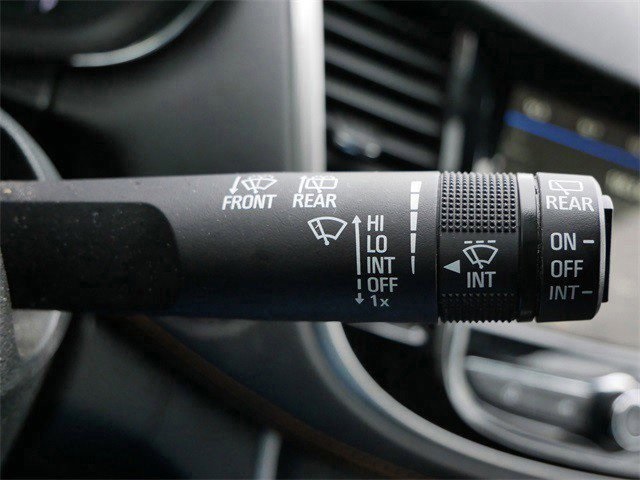 FRONT
REAR
HI
LO
INT
OFF
1x
INT
REAR
ON
OFF
INT